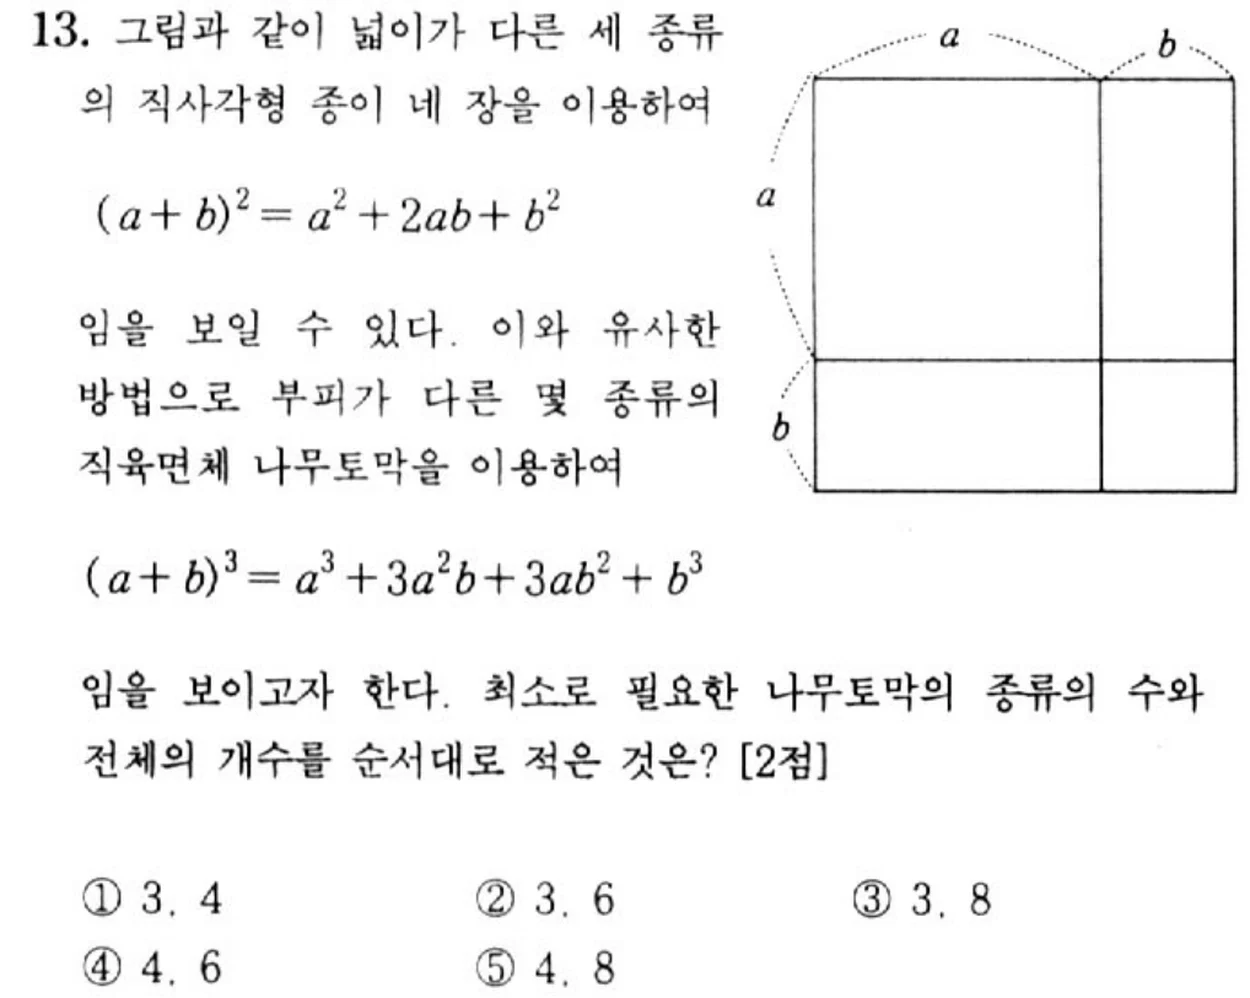 13. 그림과 같이 넓이가 다른 세 종류
의 직사각형 종이 네 장을 이용하여
(a+b)²=a²+2ab+b²
임을 보일 수 있다. 이와 유사한
방법으로 부피가 다른 몇 종류의
직육면체 나무토막을 이용하여
(a+b)³=a³+3a²b+3ab²+b³
임을 보이고자 한다. 최소로 필요한 나무토막의 종류의 수와
전체의 개수를 순서대로 적은 것은? [2점]
① 3, 4
② 3, 6
③ 3, 8
④ 4, 6
⑤ 4, 8
a
b
a
b